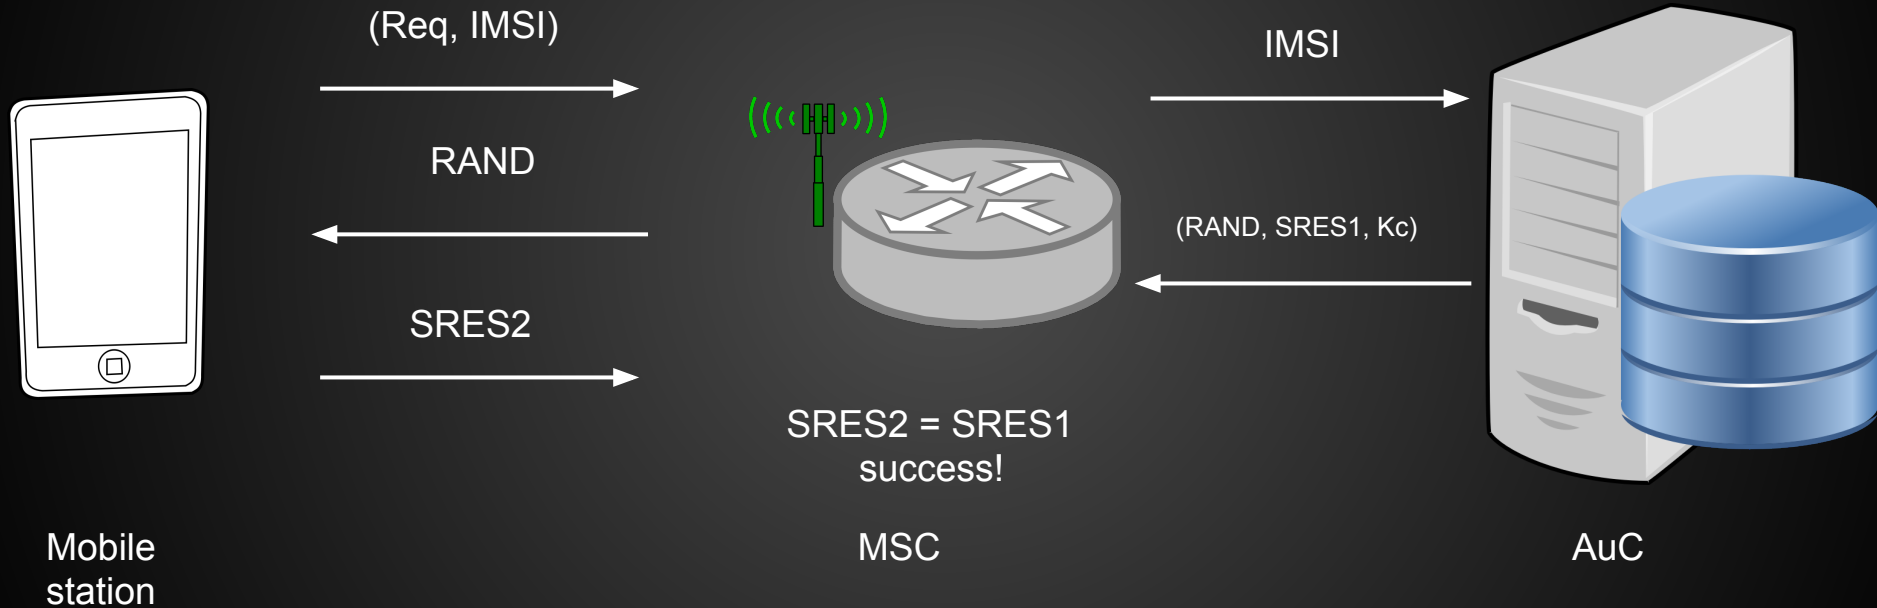 (Req, IMSI)
IMSI
RAND
(RAND, SRES1, Kc)
SRES2
SRES2 = SRES1
success!
Mobile
station
MSC
AuC